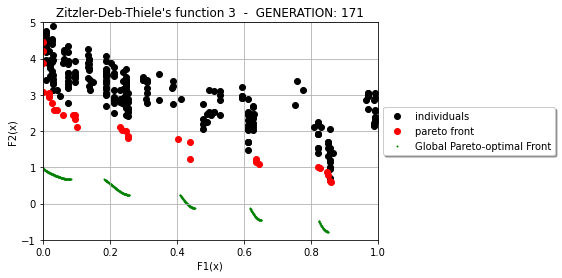 Zitzler-Deb-Thiele's function 3 - GENERATION: 171
F2(x)
5
4
3
2
1
0
−1
0.0 0.2 0.4 0.6 0.8 1.0
F1(x)
individuals
pareto front
Global Pareto-optimal Front